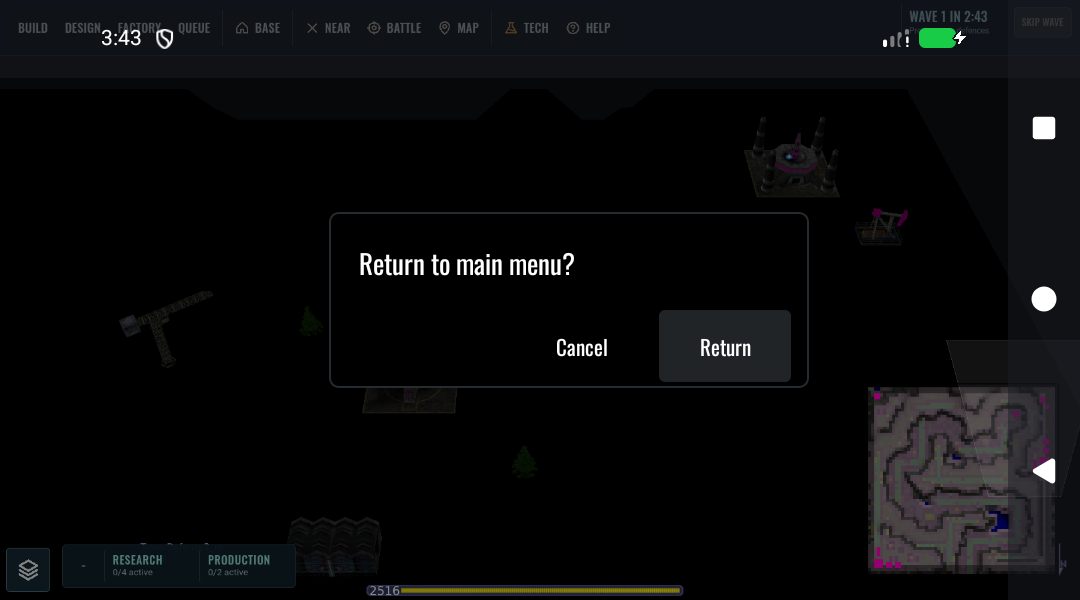 BUILD DESIGN FACTORY QUEUE BASE NEAR BATTLE MAP TECH HELP
WAVE 1 IN 2:43
SKIP WAVE
3:43
Return to main menu?
Cancel Return
- RESEARCH PRODUCTION
0/4 active 0/2 active
2516